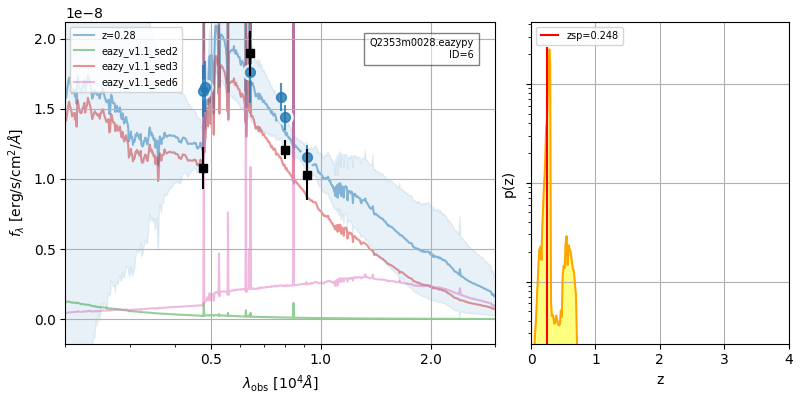 1e−8
z=0.28
eazy_v1.1_sed2
eazy_v1.1_sed3
eazy_v1.1_sed6
Q2353m0028.eazypy
ID=6
2.0
1.5
1.0
0.5
0.0
fλ [erg/s/cm²/Å]
0.5 1.0 2.0
λobs [10⁴Å]
zsp=0.248
p(z)
0 1 2 3 4
z